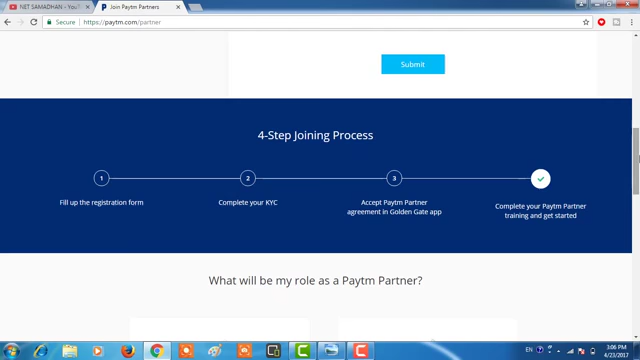 NET SAMADHAN - YouT
Join Paytm Partners
Secure
https://paytm.com/partner
Submit
4-Step Joining Process
1
2
3
Fill up the registration form
Complete your KYC
Accept Paytm Partner
agreement in Golden Gate app
Complete your Paytm Partner
training and get started
What will be my role as a Paytm Partner?
EN
3:06 PM
4/23/2017